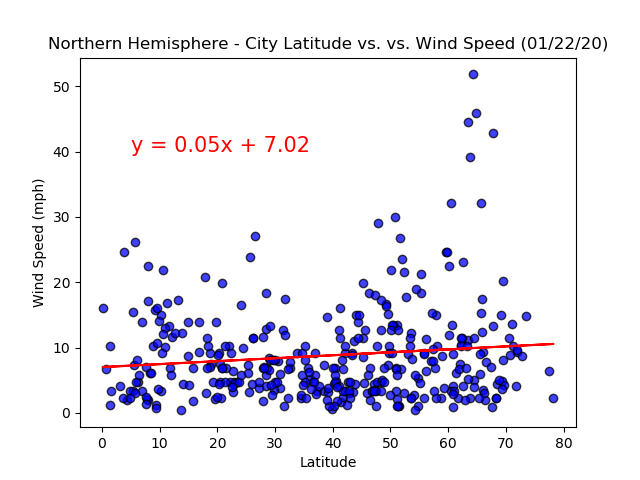 Northern Hemisphere - City Latitude vs. vs. Wind Speed (01/22/20)
50
y = 0.05x + 7.02
40
30
Wind Speed (mph)
20
10
0
0 10 20 30 40 50 60 70 80
Latitude